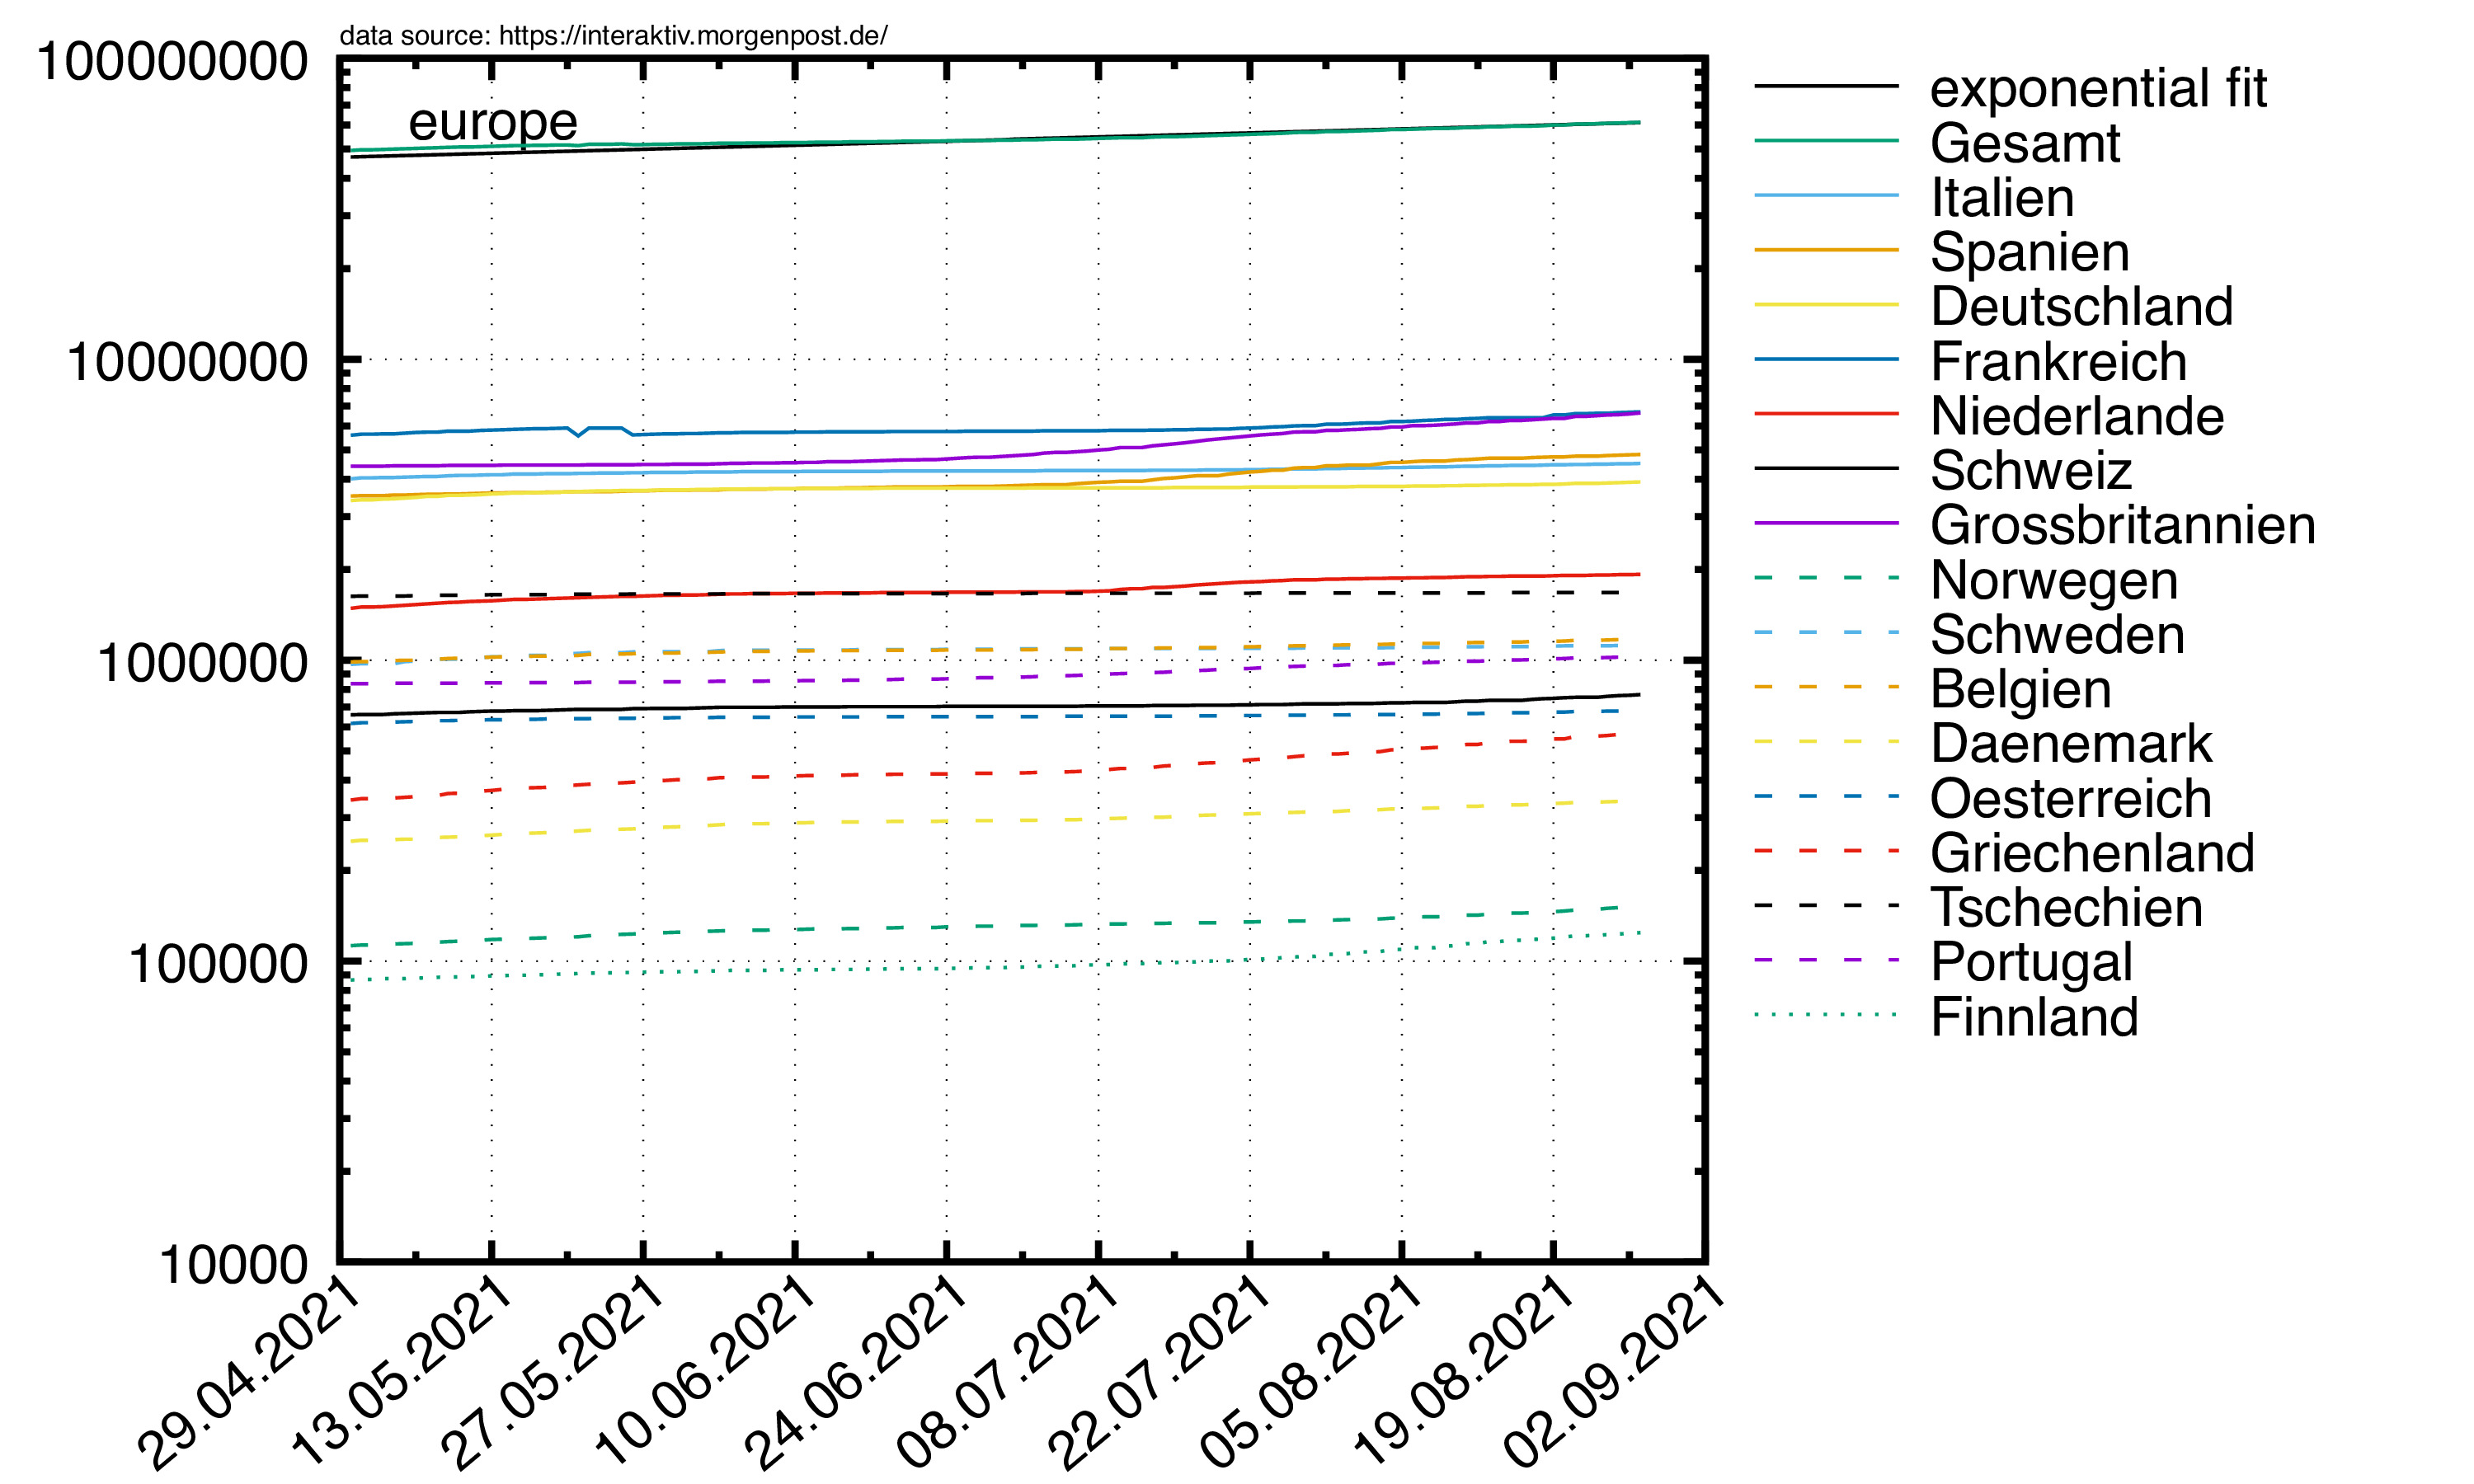 data source: https://interaktiv.morgenpost.de/
europe
100000000
10000000
1000000
100000
10000
29.04.2021
13.05.2021
27.05.2021
10.06.2021
24.06.2021
08.07.2021
22.07.2021
05.08.2021
19.08.2021
02.09.2021
exponential fit
Gesamt
Italien
Spanien
Deutschland
Frankreich
Niederlande
Schweiz
Grossbritannien
Norwegen
Schweden
Belgien
Daenemark
Oesterreich
Griechenland
Tschechien
Portugal
Finnland